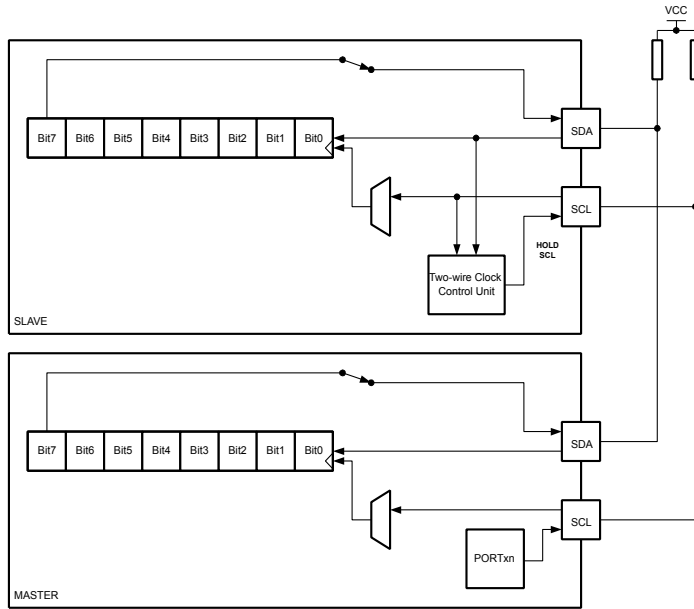 VCC
Bit7 Bit6 Bit5 Bit4 Bit3 Bit2 Bit1 Bit0
SDA
SCL
HOLD
SCL
Two-wire Clock
Control Unit
SLAVE
Bit7 Bit6 Bit5 Bit4 Bit3 Bit2 Bit1 Bit0
SDA
SCL
PORTxn
MASTER